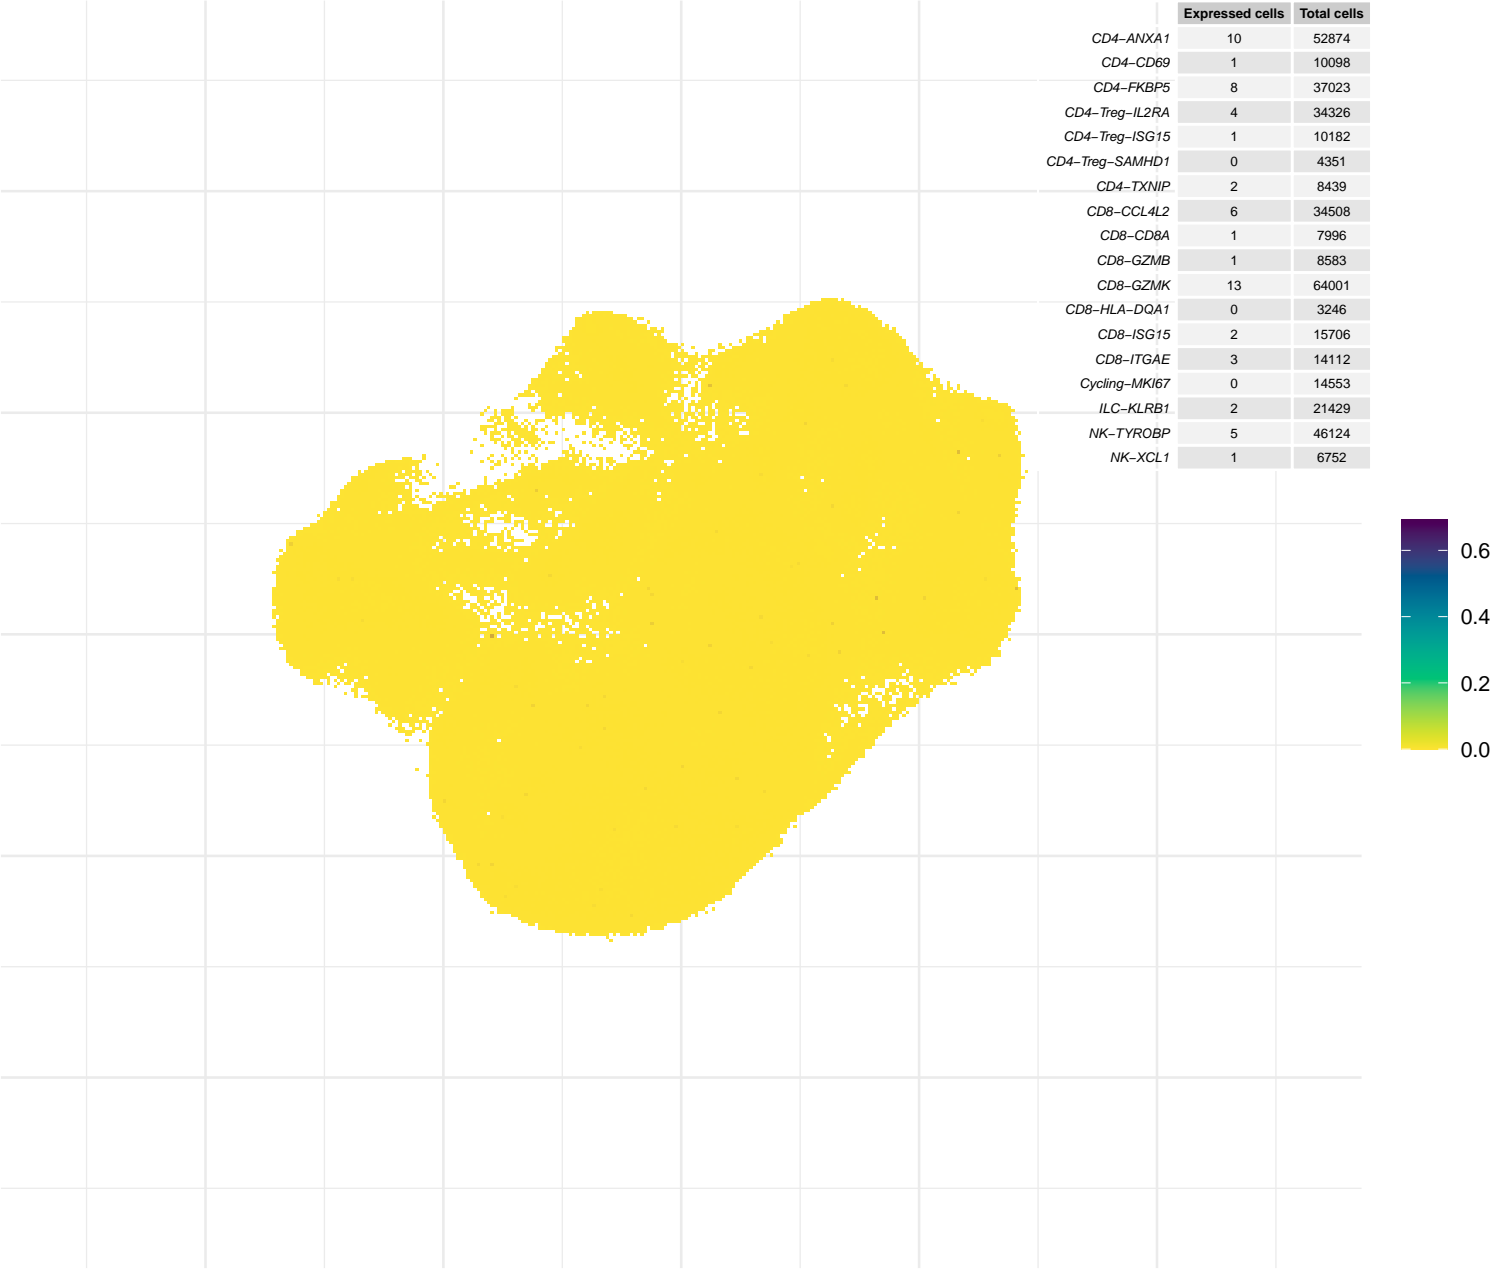 Expressed cells Total cells
CD4−ANXA1 10 52874
CD4−CD69 1 10098
CD4−FKBP5 8 37023
CD4−Treg−IL2RA 4 34326
CD4−Treg−ISG15 1 10182
CD4−Treg−SAMHD1 0 4351
CD4−TXNIP 2 8439
CD8−CCL4L2 6 34508
CD8−CD8A 1 7996
CD8−GZMB 1 8583
CD8−GZMK 13 64001
CD8−HLA−DQA1 0 3246
CD8−ISG15 2 15706
CD8−ITGAE 3 14112
Cycling−MKI67 0 14553
ILC−KLRB1 2 21429
NK−TYROBP 5 46124
NK−XCL1 1 6752
0.6
0.4
0.2
0.0